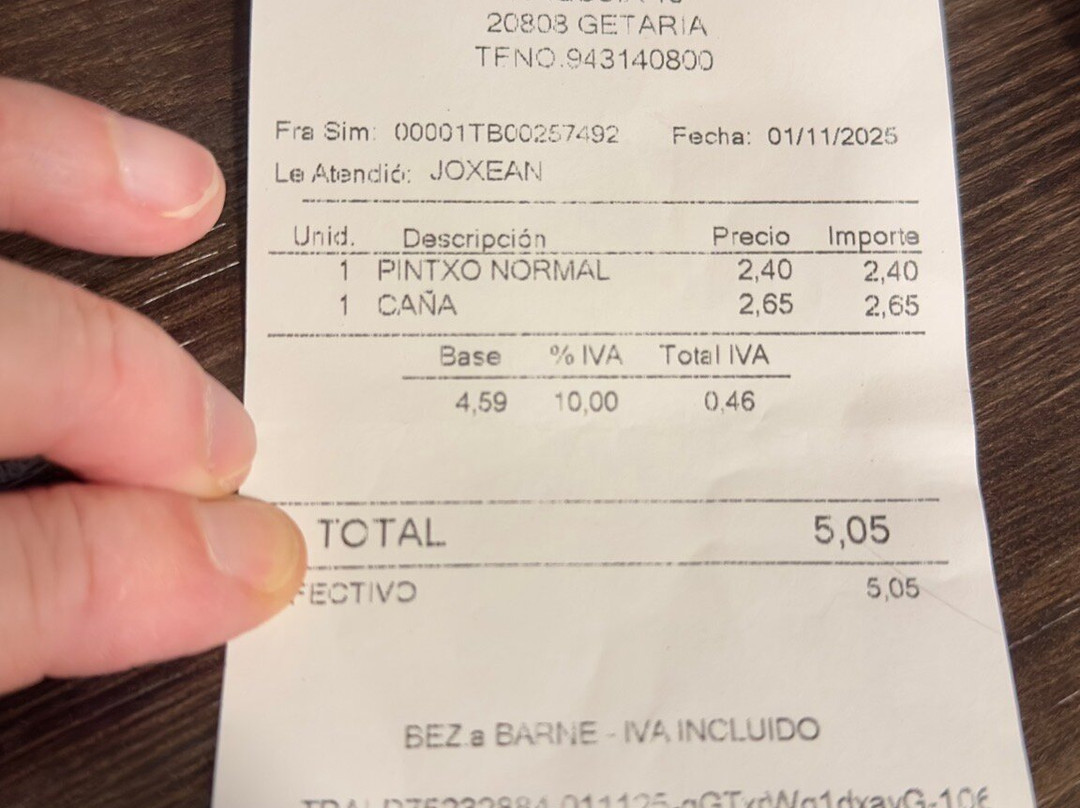 20808 GETARIA
TFNO.943140800
Fra Sim: 00001TB00257492 Fecha: 01/11/2025
Le Atendió: JOXEAN
Unid. Descripción Precio Importe
1 PINTXO NORMAL 2,40 2,40
1 CAÑA 2,65 2,65
Base % IVA Total IVA
4,59 10,00 0,46
TOTAL 5,05
FECTIVO 5,05
BEZ.a BARNE - IVA INCLUIDO